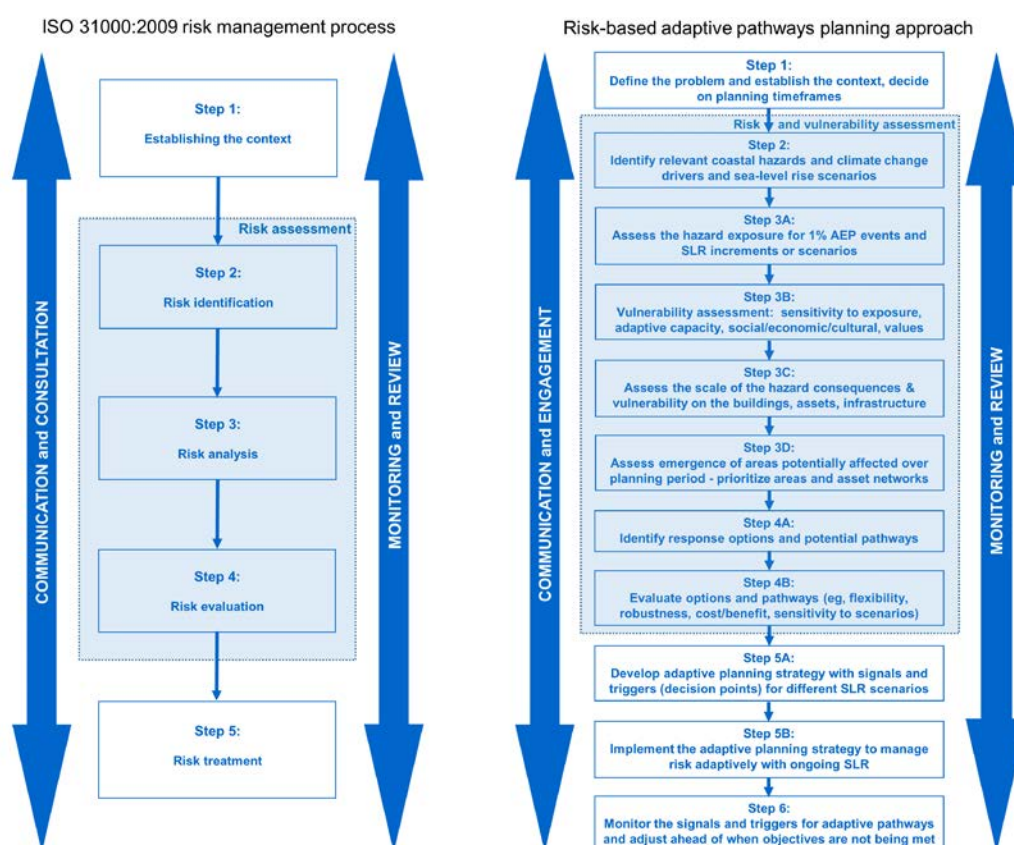 ISO 31000:2009 risk management process
COMMUNICATION and CONSULTATION
Step 1:
Establishing the context
Risk assessment
Step 2:
Risk identification
Step 3:
Risk analysis
Step 4:
Risk evaluation
Step 5:
Risk treatment
MONITORING and REVIEW
Risk-based adaptive pathways planning approach
COMMUNICATION and ENGAGEMENT
Step 1:
Define the problem and establish the context, decide
on planning timeframes
Risk and vulnerability assessment
Step 2:
Identify relevant coastal hazards and climate change
drivers and sea-level rise scenarios
Step 3A:
Assess the hazard exposure for 1% AEP events and
SLR increments or scenarios
Step 3B:
Vulnerability assessment: sensitivity to exposure,
adaptive capacity, social/economic/cultural, values
Step 3C:
Assess the scale of the hazard consequences &
vulnerability on the buildings, assets, infrastructure
Step 3D:
Assess emergence of areas potentially affected over
planning period - prioritize areas and asset networks
Step 4A:
Identify response options and potential pathways
Step 4B:
Evaluate options and pathways (eg, flexibility,
robustness, cost/benefit, sensitivity to scenarios)
Step 5A:
Develop adaptive planning strategy with signals and
triggers (decision points) for different SLR scenarios
Step 5B:
Implement the adaptive planning strategy to manage
risk adaptively with ongoing SLR
Step 6:
Monitor the signals and triggers for adaptive pathways
and adjust ahead of when objectives are not being met
MONITORING and REVIEW